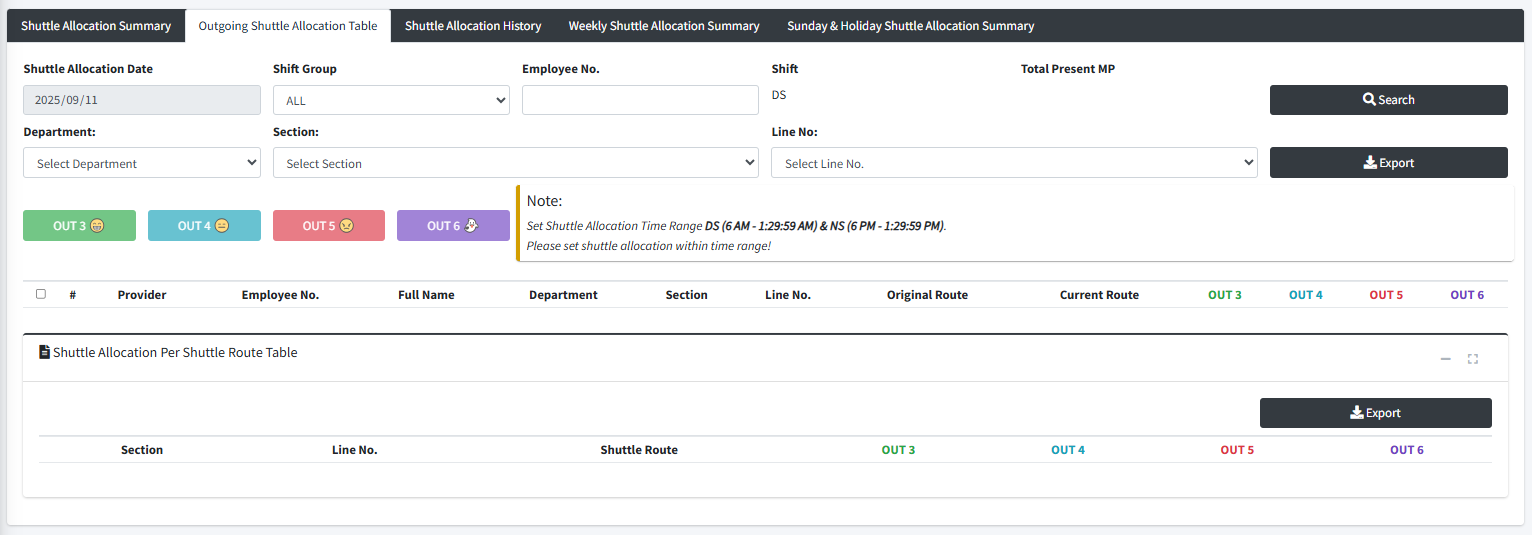 Shuttle Allocation Summary Outgoing Shuttle Allocation Table Shuttle Allocation History Weekly Shuttle Allocation Summary Sunday & Holiday Shuttle Allocation Summary
Shuttle Allocation Date Shift Group Employee No. Shift Total Present MP
2025/09/11 ALL DS Search
Department: Section: Line No:
Select Department Select Section Select Line No. Export
OUT 3 😁 OUT 4 😑 OUT 5 😠 OUT 6 👻
Note:
Set Shuttle Allocation Time Range DS (6 AM - 1:29:59 AM) & NS (6 PM - 1:29:59 PM).
Please set shuttle allocation within time range!
# Provider Employee No. Full Name Department Section Line No. Original Route Current Route OUT 3 OUT 4 OUT 5 OUT 6
Shuttle Allocation Per Shuttle Route Table
Export
Section Line No. Shuttle Route OUT 3 OUT 4 OUT 5 OUT 6